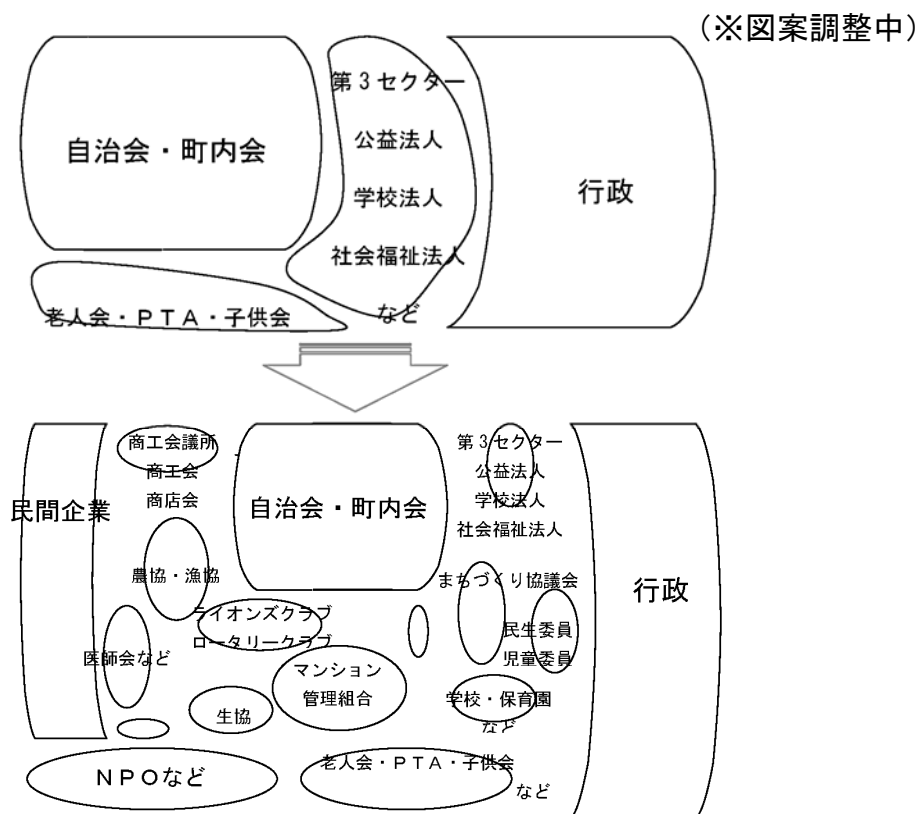 (※図案調整中)
第3セクター
公益法人
学校法人
社会福祉法人
など
自治会・町内会
行政
老人会・PTA・子供会
商工会議所
商工会
商店会
民間企業
自治会・町内会
第3セクター
公益法人
学校法人
社会福祉法人
農協・漁協
まちづくり協議会
行政
ライオンズクラブ
ロータリークラブ
民生委員
児童委員
医師会など
マンション
管理組合
学校・保育園
など
生協
NPOなど
老人会・PTA・子供会
など